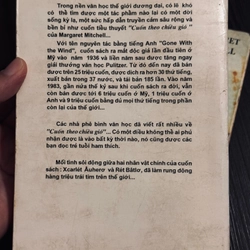 Trong nền văn học thế giới đương đại, có lẽ khó
có thể tìm được một tác phẩm nào lại có một đời
sống kỳ lạ, một sức hấp dẫn truyền cảm sâu rộng và
bền bỉ như cuốn tiểu thuyết "Cuốn theo chiều gió"
của Margaret Mitchell...
Với tên nguyên tác bằng tiếng Anh "Gone With
the Wind", cuốn sách ra mắt độc giả lần đầu tiên ở
Mỹ vào năm 1936 và liền sau đó được tặng ngay
giải thưởng văn học Pulitzer. Từ đó đến nay đã bán
được trên 25 triệu cuốn, được dịch ra hơn 30 thứ tiếng,
xuất bản trong 37 nước, và tái bản 185 lần. Vào năm
1983, gần nửa thế kỷ sau khi cuốn sách ra đời, vẫn
còn bán được trên 2 triệu cuốn ở Mỹ, 1 triệu cuốn ở
Anh và 9 triệu cuốn bằng đủ mọi thứ tiếng trong phần
còn lại của thế giới.
Các nhà phê bình văn học đã viết rất nhiều về
"Cuốn theo chiều gió"... Có một điều không thể ai phủ
nhận được là vào bất kỳ thời nào, nó cũng được các
bạn đọc trẻ tuổi ham thích.
Mối tình sôi động giữa hai nhân vật chính của cuốn
sách: Xcarlét Ôuhero và Rét Bâtlơ, đã làm rung động
hàng triệu trái tim trên thế giới...